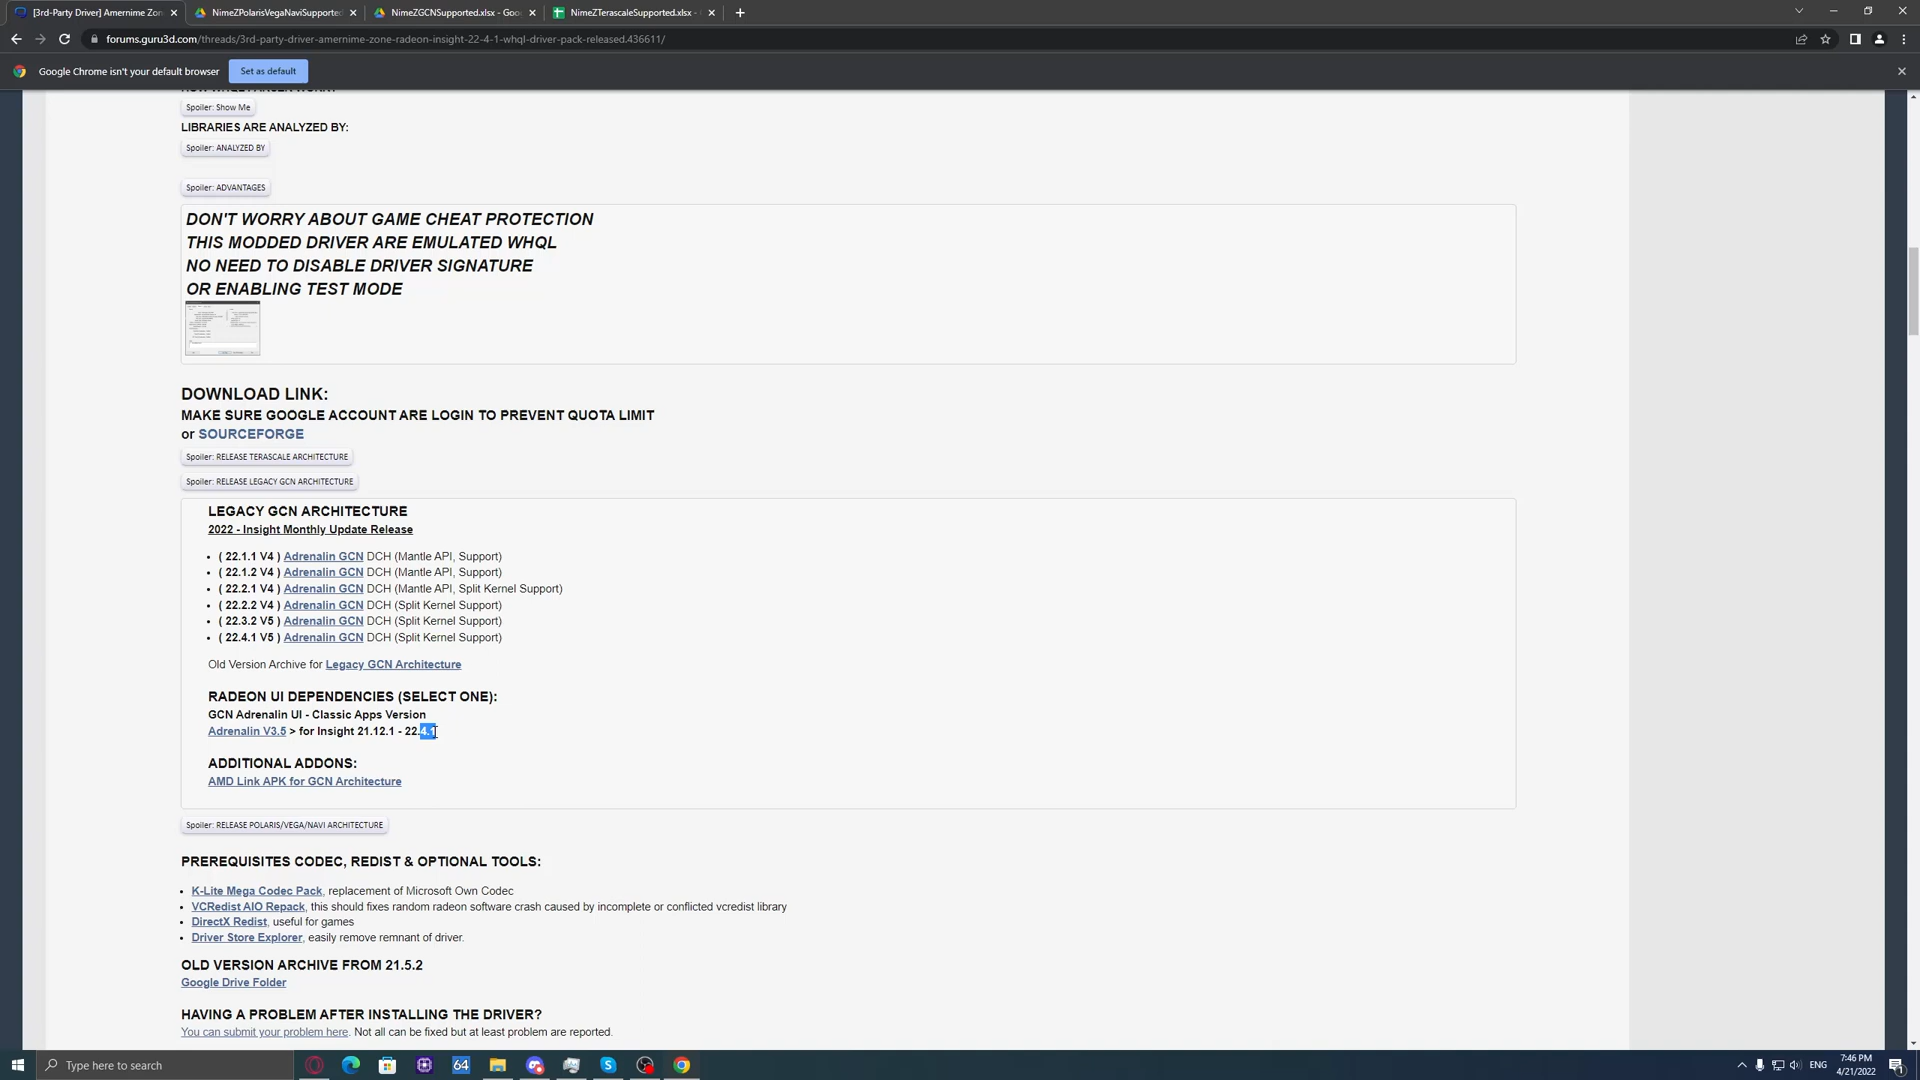 [3rd-Party Driver] Amernime Zon
NimeZPolarisVegaNaviSupported
NimeZGCNSupported.xlsx - Goo
NimeZTerascaleSupported.xlsx -
forums.guru3d.com/threads/3rd-party-driver-amernime-zone-radeon-insight-22-4-1-whql-driver-pack-released.436611/
Google Chrome isn't your default browser
Set as default
HOW WHQL PARSER WORK?
Spoiler: Show Me
LIBRARIES ARE ANALYZED BY:
Spoiler: ANALYZED BY
Spoiler: ADVANTAGES
DON'T WORRY ABOUT GAME CHEAT PROTECTION
THIS MODDED DRIVER ARE EMULATED WHQL
NO NEED TO DISABLE DRIVER SIGNATURE
OR ENABLING TEST MODE
DOWNLOAD LINK:
MAKE SURE GOOGLE ACCOUNT ARE LOGIN TO PREVENT QUOTA LIMIT
or SOURCEFORGE
Spoiler: RELEASE TERASCALE ARCHITECTURE
Spoiler: RELEASE LEGACY GCN ARCHITECTURE
LEGACY GCN ARCHITECTURE
2022 - Insight Monthly Update Release
• ( 22.1.1 V4 ) Adrenalin GCN DCH (Mantle API, Support)
• ( 22.1.2 V4 ) Adrenalin GCN DCH (Mantle API, Support)
• ( 22.2.1 V4 ) Adrenalin GCN DCH (Mantle API, Split Kernel Support)
• ( 22.2.2 V4 ) Adrenalin GCN DCH (Split Kernel Support)
• ( 22.3.2 V5 ) Adrenalin GCN DCH (Split Kernel Support)
• ( 22.4.1 V5 ) Adrenalin GCN DCH (Split Kernel Support)
Old Version Archive for Legacy GCN Architecture
RADEON UI DEPENDENCIES (SELECT ONE):
GCN Adrenalin UI - Classic Apps Version
Adrenalin V3.5 > for Insight 21.12.1 - 22.4.1
ADDITIONAL ADDONS:
AMD Link APK for GCN Architecture
Spoiler: RELEASE POLARIS/VEGA/NAVI ARCHITECTURE
PREREQUISITES CODEC, REDIST & OPTIONAL TOOLS:
• K-Lite Mega Codec Pack, replacement of Microsoft Own Codec
• VCRedist AIO Repack, this should fixes random radeon software crash caused by incomplete or conflicted vcredist library
• DirectX Redist, useful for games
• Driver Store Explorer, easily remove remnant of driver.
OLD VERSION ARCHIVE FROM 21.5.2
Google Drive Folder
HAVING A PROBLEM AFTER INSTALLING THE DRIVER?
You can submit your problem here. Not all can be fixed but at least problem are reported.
Type here to search
64
ENG
7:46 PM
4/21/2022
1